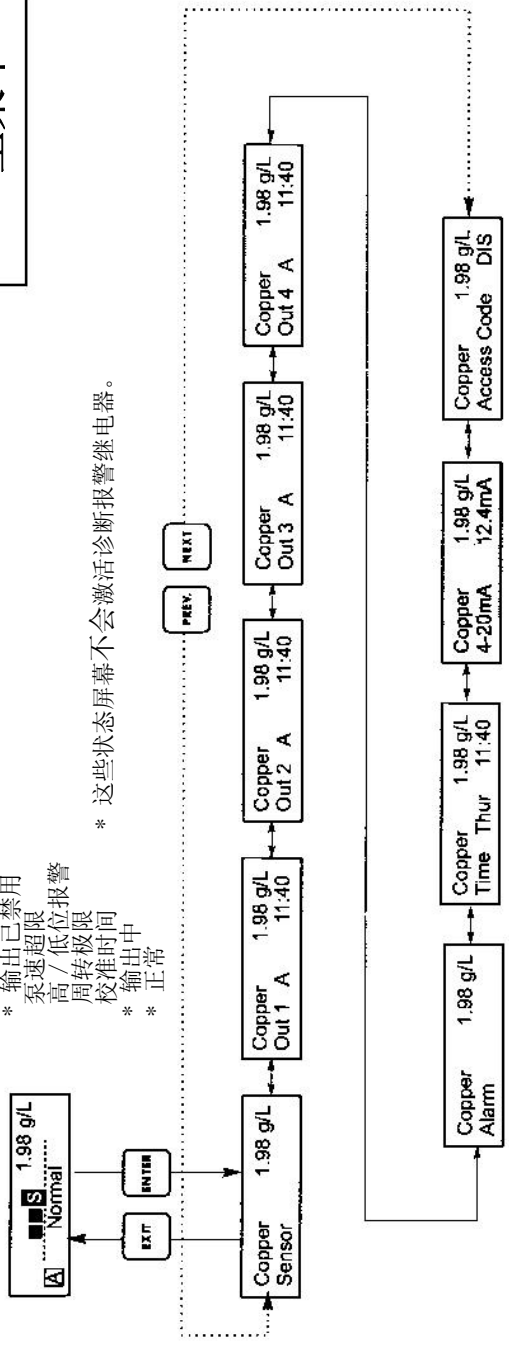 * 输出已禁用
泵速超限
高／低位报警
周转极限
校准时间
* 输出中
* 正常
* 这些状态屏幕不会激活诊断报警继电器。
A S 1.98 g/L
Normal
EXIT
ENTER
PREV.
NEXT
Copper 1.98 g/L
Sensor
Copper 1.98 g/L
Out 1 A 11:40
Copper 1.98 g/L
Out 2 A 11:40
Copper 1.98 g/L
Out 3 A 11:40
Copper 1.98 g/L
Out 4 A 11:40
Copper 1.98 g/L
Alarm
Copper 1.98 g/L
Time Thur 11:40
Copper 1.98 g/L
4-20mA 12.4mA
Copper 1.98 g/L
Access Code DIS